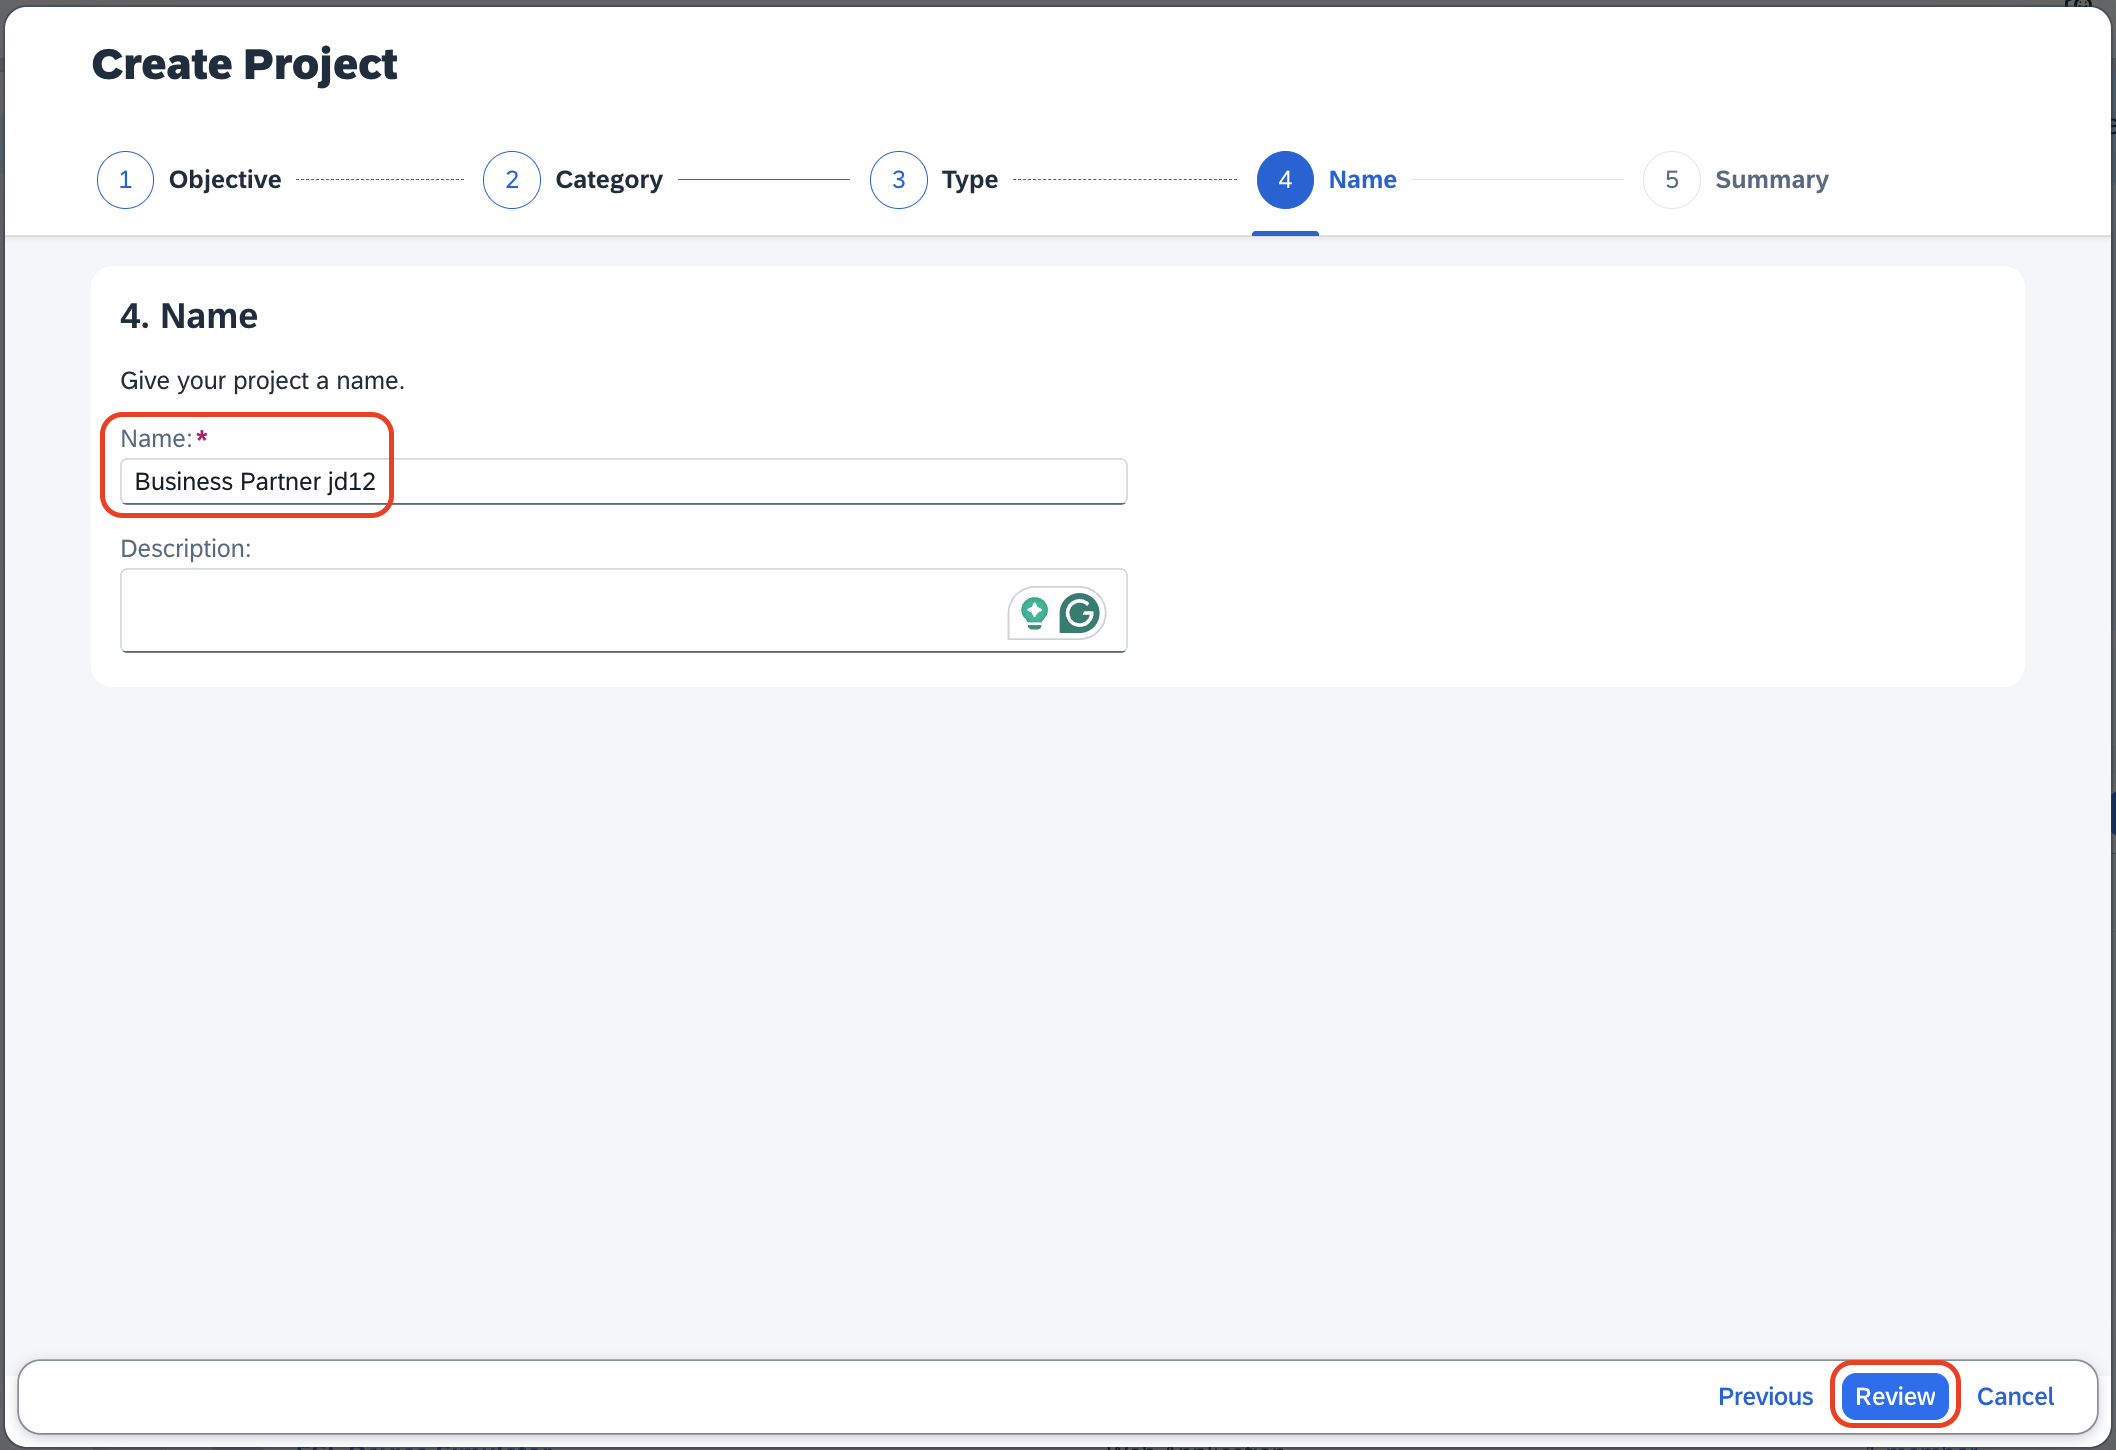 Create Project
1 Objective 2 Category 3 Type 4 Name 5 Summary
4. Name
Give your project a name.
Name:*
Business Partner jd12
Description:
Previous Review Cancel